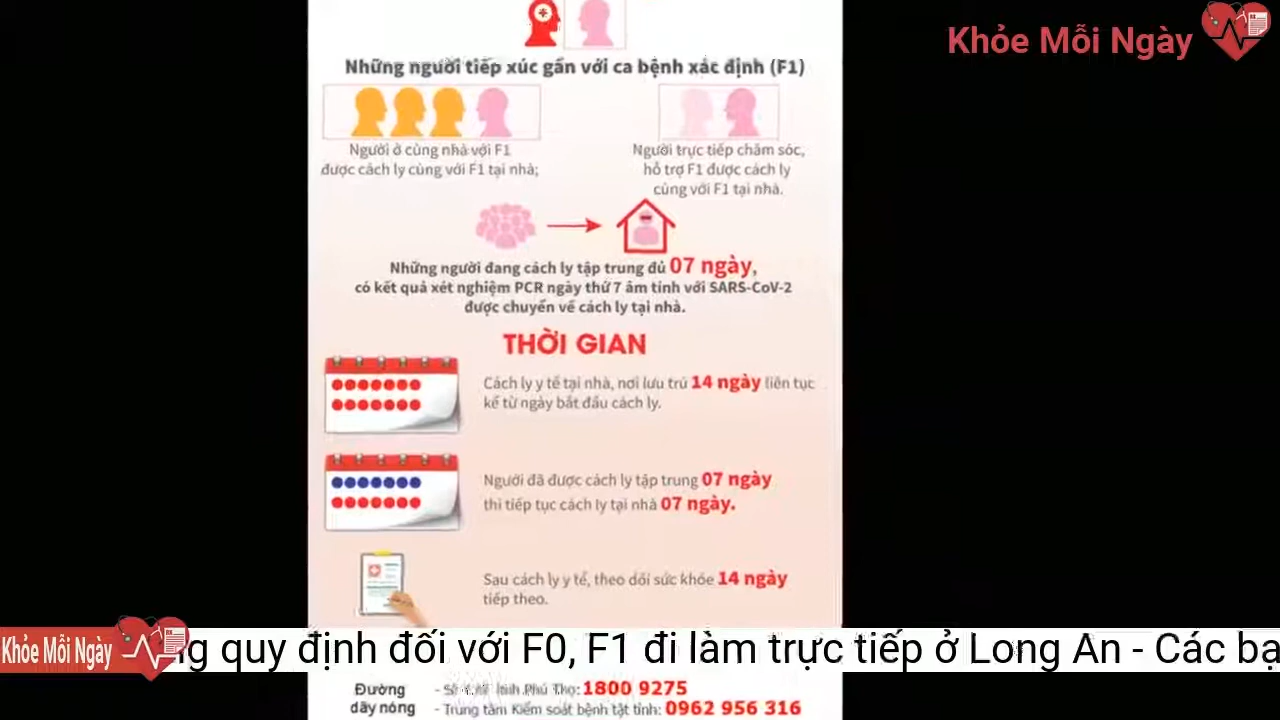 Khỏe Mỗi Ngày
Những người tiếp xúc gần với ca bệnh xác định (F1)
Người ở cùng nhà với F1
được cách ly cùng với F1 tại nhà;
Người trực tiếp chăm sóc,
hỗ trợ F1 được cách ly
cùng với F1 tại nhà.
Những người đang cách ly tập trung đủ 07 ngày,
có kết quả xét nghiệm PCR ngày thứ 7 âm tính với SARS-CoV-2
được chuyển về cách ly tại nhà.
THỜI GIAN
Cách ly y tế tại nhà, nơi lưu trú 14 ngày liên tục
kể từ ngày bắt đầu cách ly.
Người đã được cách ly tập trung 07 ngày
thì tiếp tục cách ly tại nhà 07 ngày.
Sau cách ly y tế, theo dõi sức khỏe 14 ngày
tiếp theo.
Khỏe Mỗi Ngày
ng quy định đối với F0, F1 đi làm trực tiếp ở Long An - Các bạ
Đường
dây nóng
- Sở Y tế tỉnh Phú Thọ: 1800 9275
- Trung tâm Kiểm soát bệnh tật tỉnh: 0962 956 316